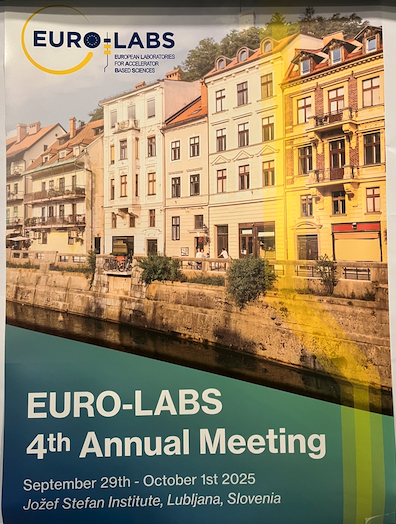 EURO-LABS
EUROPEAN LABORATORIES
FOR ACCELERATOR
BASED SCIENCES
EURO-LABS
4th Annual Meeting
September 29th - October 1st 2025
Jožef Stefan Institute, Lubljana, Slovenia